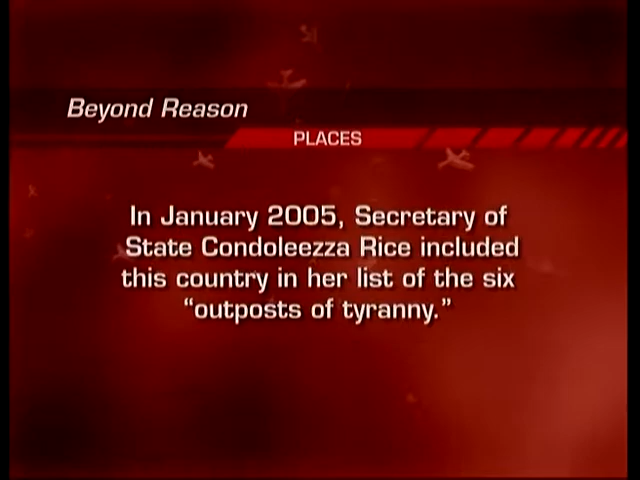 Beyond Reason
PLACES
In January 2005, Secretary of
State Condoleezza Rice included
this country in her list of the six
“outposts of tyranny.”